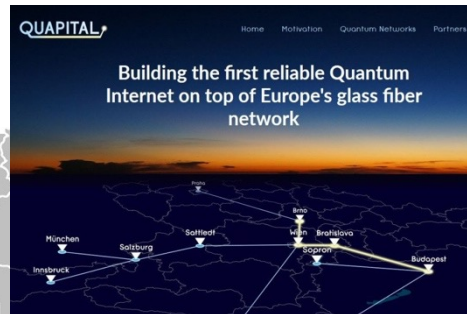 QUAPITAL
Home Motivation Quantum Networks Partners
Building the first reliable Quantum
Internet on top of Europe's glass fiber
network
Praha
Brno
München
Salzburg
Sattledt
Wien
Bratislava
Sopron
Innsbruck
Budapest